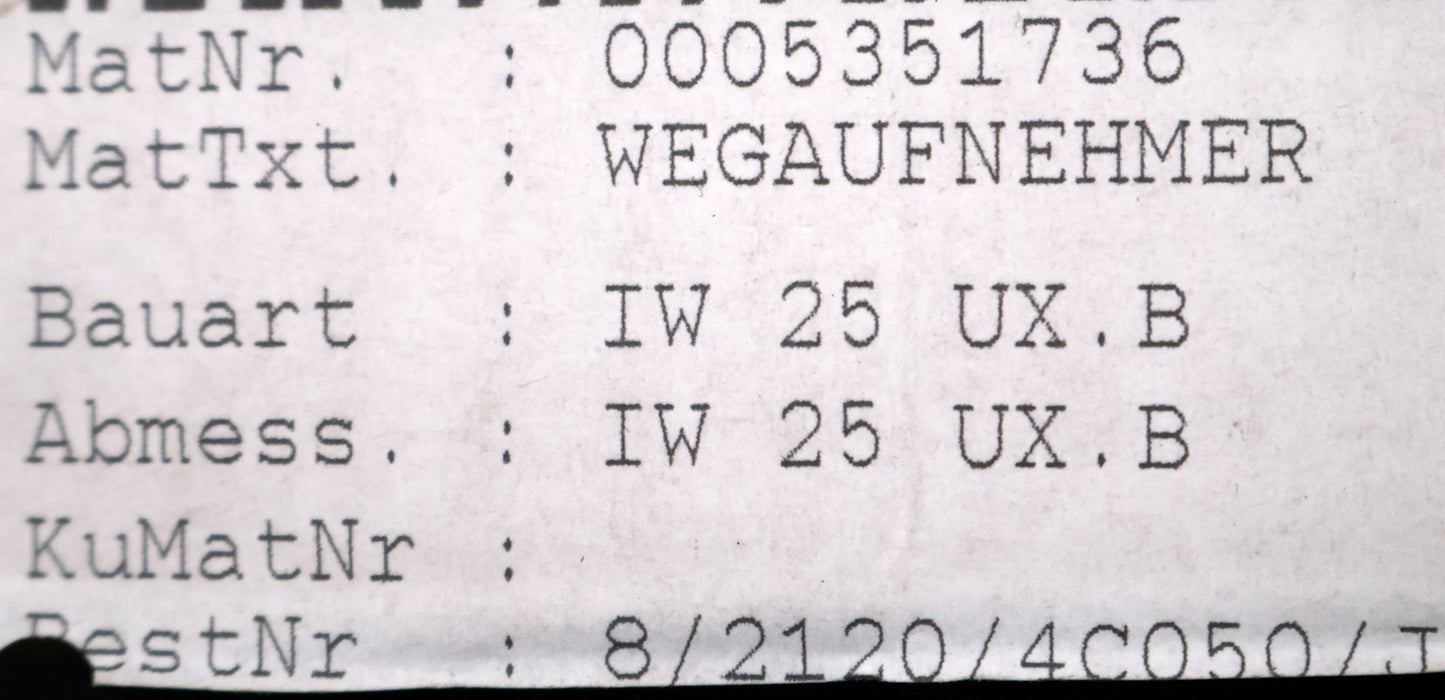 MatNr. : 0005351736
MatTxt. : WEGAUFNEHMER
Bauart : IW 25 UX.B
Abmess. : IW 25 UX.B
KuMatNr :
BestNr : 8/2120/4C050/J